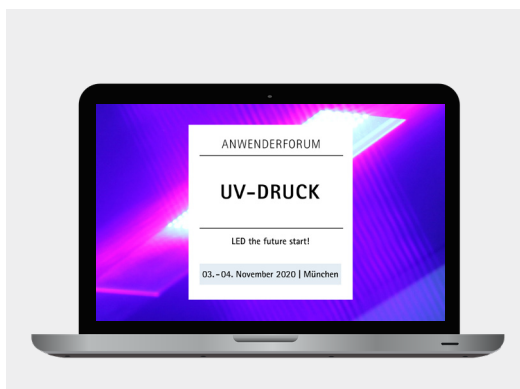 ANWENDERFORUM
UV-DRUCK
LED the future start!
03.-04. November 2020 | München